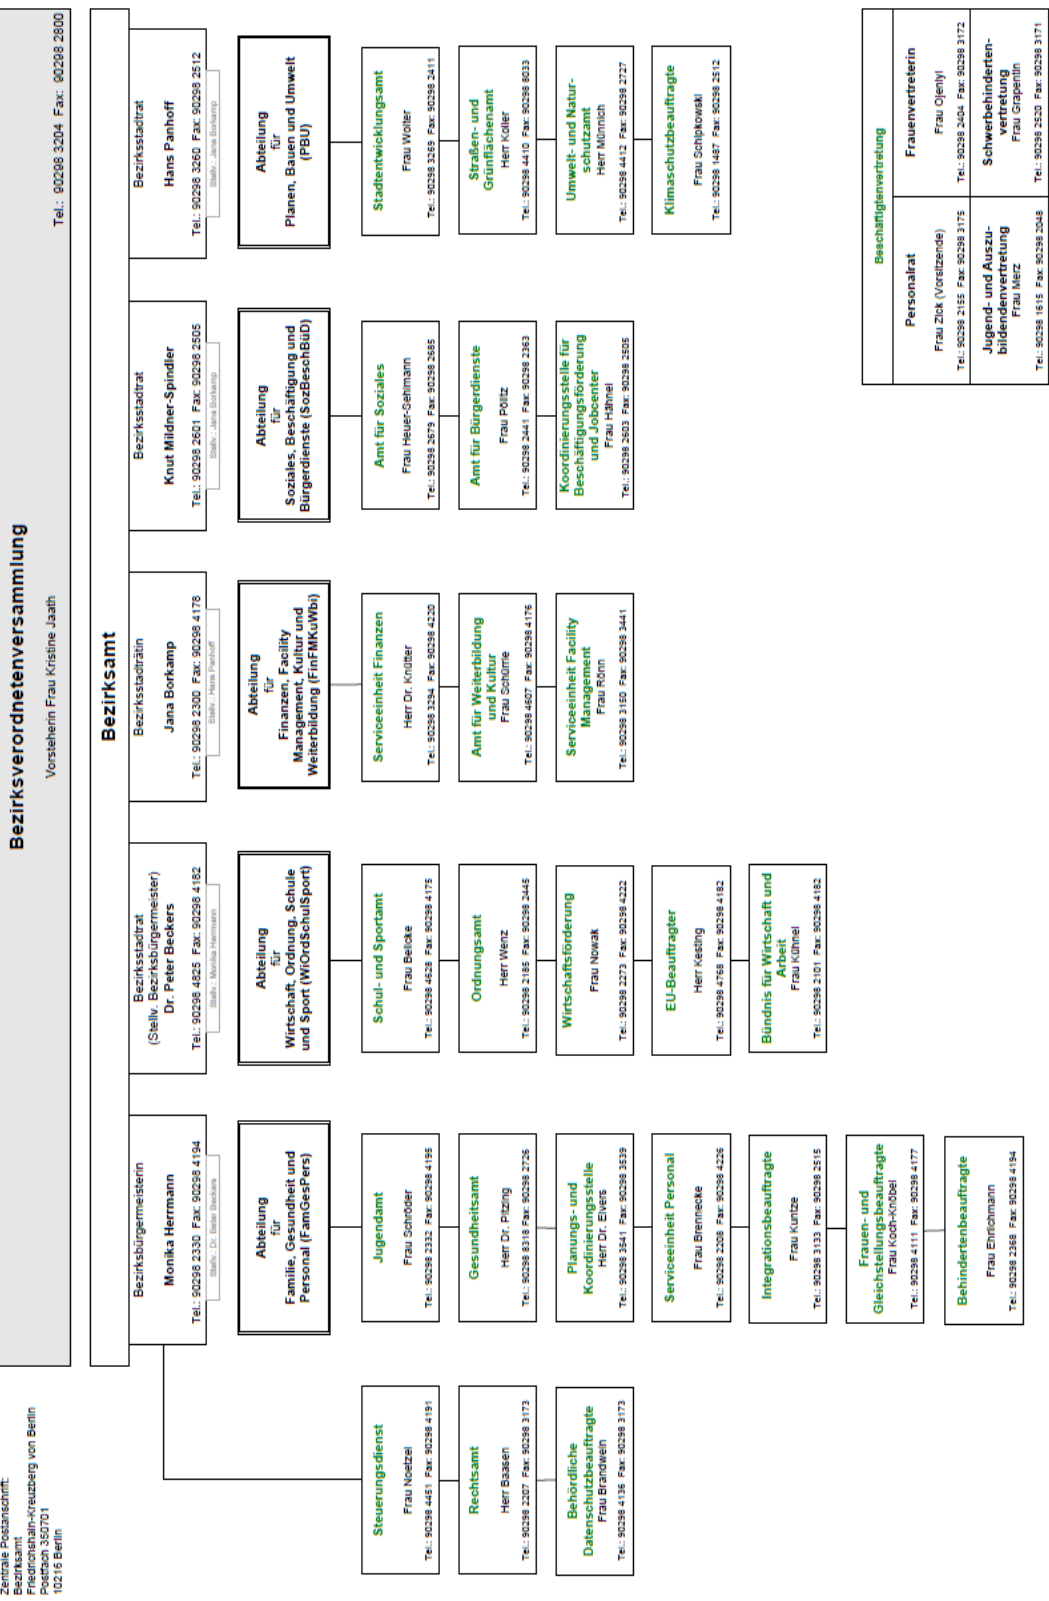 Zentrale Postanschrift:
Bezirksamt
Friedrichshain-Kreuzberg von Berlin
Postfach 350701
10216 Berlin
Bezirksverordnetenversammlung
Vorsteherin Frau Kristine Jaath
Tel.: 90298 3204 Fax: 90298 2800
Bezirksamt
Bezirksbürgermeisterin
Monika Herrmann
Tel.: 90298 2330 Fax: 90298 4194
Stellv.: Dr. Peter Beckers
Bezirksstadtrat
(Stellv. Bezirksbürgermeister)
Dr. Peter Beckers
Tel.: 90298 4825 Fax: 90298 4182
Stellv.: Monika Herrmann
Bezirksstadträtin
Jana Borkamp
Tel.: 90298 2300 Fax: 90298 4178
Stellv.: Hans Panhoff
Bezirksstadtrat
Knut Mildner-Spindler
Tel.: 90298 2601 Fax: 90298 2505
Stellv.: Jana Borkamp
Bezirksstadtrat
Hans Panhoff
Tel.: 90298 3260 Fax: 90298 2512
Stellv.: Jana Borkamp
Abteilung
für
Familie, Gesundheit und
Personal (FamGesPers)
Abteilung
für
Wirtschaft, Ordnung, Schule
und Sport (WiOrdSchulSport)
Abteilung
für
Finanzen, Facility
Management, Kultur und
Weiterbildung (FinFMKuWbi)
Abteilung
für
Soziales, Beschäftigung und
Bürgerdienste (SozBeschBüD)
Abteilung
für
Planen, Bauen und Umwelt
(PBU)
Steuerungsdienst
Frau Noetzel
Tel.: 90298 4451 Fax: 90298 4191
Rechtsamt
Herr Baasen
Tel.: 90298 2207 Fax: 90298 3173
Behördliche
Datenschutzbeauftragte
Frau Brandwein
Tel.: 90298 4136 Fax: 90298 3173
Jugendamt
Frau Schröder
Tel.: 90298 2332 Fax: 90298 4195
Gesundheitsamt
Herr Dr. Pitzing
Tel.: 90298 8318 Fax: 90298 2726
Planungs- und
Koordinierungsstelle
Herr Dr. Elvers
Tel.: 90298 3541 Fax: 90298 3539
Serviceeinheit Personal
Frau Brennecke
Tel.: 90298 2208 Fax: 90298 4226
Integrationsbeauftragte
Frau Kuntze
Tel.: 90298 3133 Fax: 90298 2515
Frauen- und
Gleichstellungsbeauftragte
Frau Koch-Knöbel
Tel.: 90298 4111 Fax: 90298 4177
Behindertenbeauftragte
Frau Ehrlichmann
Tel.: 90298 2368 Fax: 90298 4194
Schul- und Sportamt
Frau Belicke
Tel.: 90298 4628 Fax: 90298 4175
Ordnungsamt
Herr Wenz
Tel.: 90298 2185 Fax: 90298 2445
Wirtschaftsförderung
Frau Nowak
Tel.: 90298 2273 Fax: 90298 4222
EU-Beauftragter
Herr Kesting
Tel.: 90298 4768 Fax: 90298 4182
Bündnis für Wirtschaft und
Arbeit
Frau Kühnel
Tel.: 90298 2101 Fax: 90298 4182
Serviceeinheit Finanzen
Herr Dr. Knütter
Tel.: 90298 3294 Fax: 90298 4220
Amt für Weiterbildung
und Kultur
Frau Schürrle
Tel.: 90298 4607 Fax: 90298 4176
Serviceeinheit Facility
Management
Frau Rönn
Tel.: 90298 3150 Fax: 90298 3441
Amt für Soziales
Frau Heuer-Sehlmann
Tel.: 90298 2679 Fax: 90298 2685
Amt für Bürgerdienste
Frau Pölitz
Tel.: 90298 2441 Fax: 90298 2363
Koordinierungsstelle für
Beschäftigungsförderung
und Jobcenter
Frau Hähnel
Tel.: 90298 2603 Fax: 90298 2505
Stadtentwicklungsamt
Frau Wolter
Tel.: 90298 3269 Fax: 90298 2411
Straßen- und
Grünflächenamt
Herr Koller
Tel.: 90298 4410 Fax: 90298 8033
Umwelt- und Natur-
schutzamt
Herr Münnich
Tel.: 90298 4412 Fax: 90298 2727
Klimaschutzbeauftragte
Frau Schipkowski
Tel.: 90298 1487 Fax: 90298 2512
Beschäftigtenvertretung
Personalrat
Frau Zick (Vorsitzende)
Tel.: 90298 2155 Fax: 90298 3175
Frauenvertreterin
Frau Ojeniyi
Tel.: 90298 2404 Fax: 90298 3172
Jugend- und Auszu-
bildendenvertretung
Frau Merz
Tel.: 90298 1615 Fax: 90298 2048
Schwerbehinderten-
vertretung
Frau Grapentin
Tel.: 90298 2520 Fax: 90298 3171